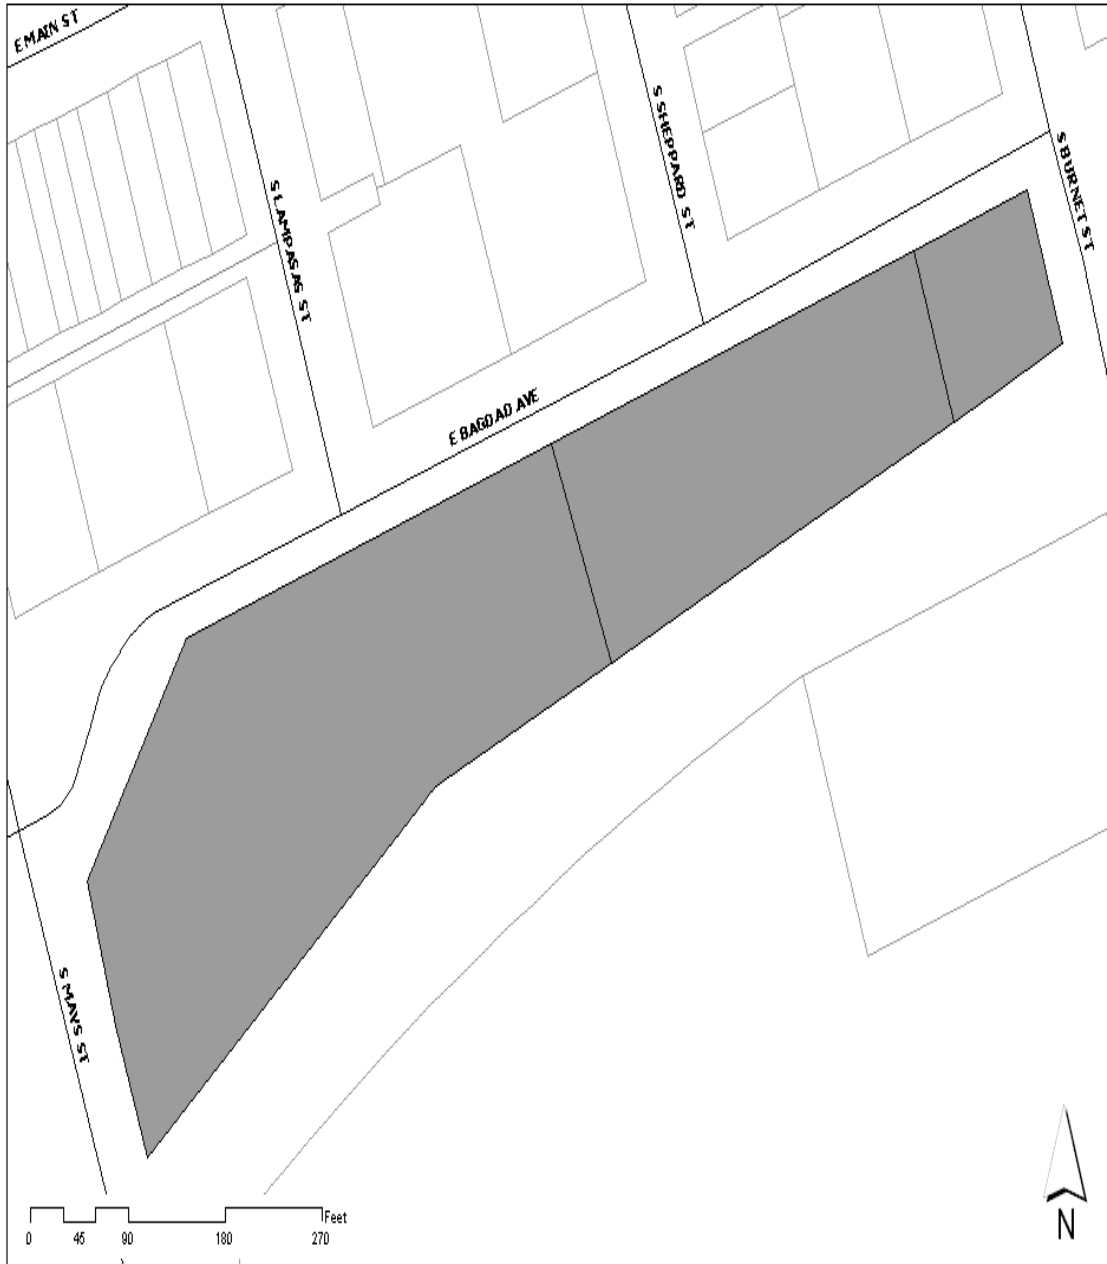 E MAIN ST
S SHEPPARD ST
S BURNET ST
S LAMPASAS ST
E BAGDAD AVE
S MAYS ST
Feet
0 45 90 180 270
N